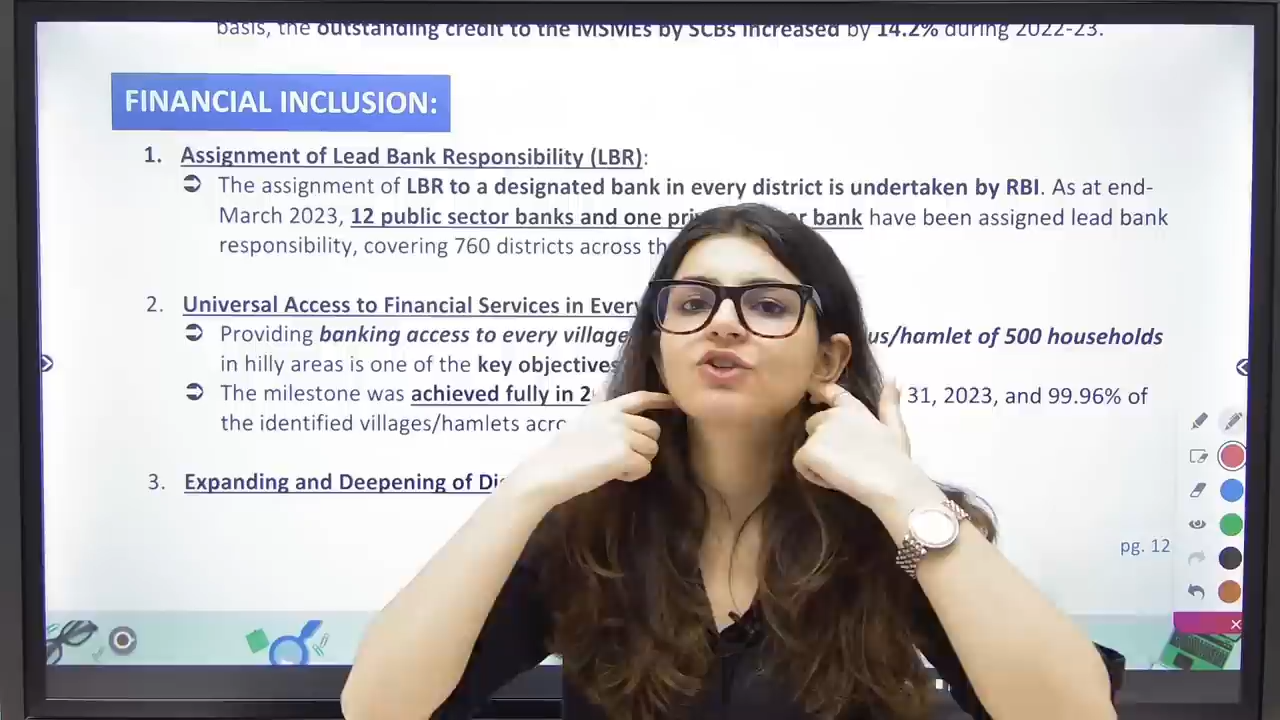 basis, the outstanding credit to the MSMEs by SCBs increased by 14.2% during 2022-23.
FINANCIAL INCLUSION:
1. Assignment of Lead Bank Responsibility (LBR):
The assignment of LBR to a designated bank in every district is undertaken by RBI. As at end-
March 2023, 12 public sector banks and one bank have been assigned lead bank
responsibility, covering 760 districts across
2. Universal Access to Financial Services in Every
Providing banking access to every village us/hamlet of 500 households
in hilly areas is one of the key objectives
The milestone was achieved fully in 31, 2023, and 99.96% of
the identified villages/hamlets
3. Expanding and Deepening of
pg. 12